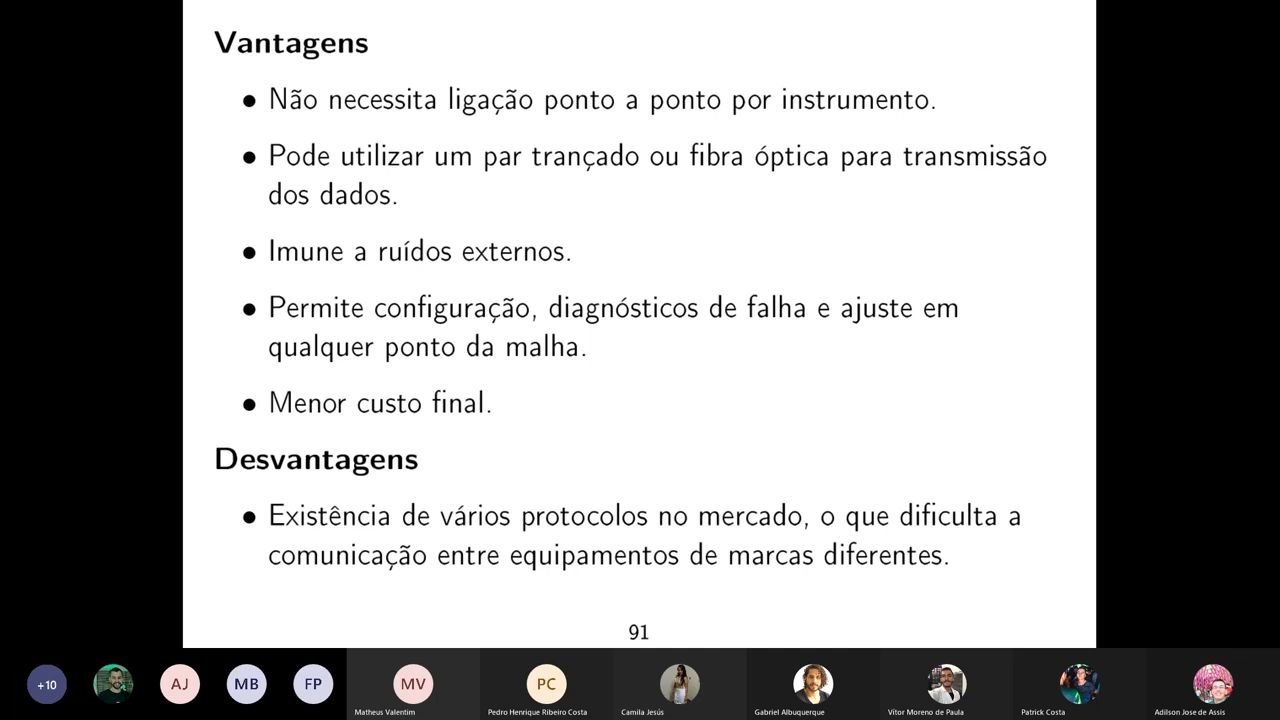 Vantagens
• Não necessita ligação ponto a ponto por instrumento.
• Pode utilizar um par trançado ou fibra óptica para transmissão
dos dados.
• Imune a ruídos externos.
• Permite configuração, diagnósticos de falha e ajuste em
qualquer ponto da malha.
• Menor custo final.
Desvantagens
• Existência de vários protocolos no mercado, o que dificulta a
comunicação entre equipamentos de marcas diferentes.
91
+10
AJ
MB
FP
MV
PC
Matheus Valentim
Pedro Henrique Ribeiro Costa
Camila Jesús
Gabriel Albuquerque
Vítor Moreno de Paula
Patrick Costa
Adilson Jose de Assis